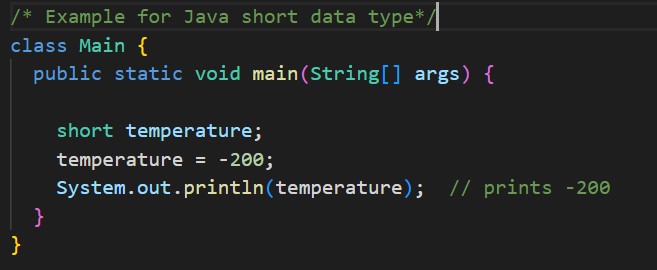 /* Example for Java short data type*/
class Main {
  public static void main(String[] args) {

    short temperature;
    temperature = -200;
    System.out.println(temperature);  // prints -200
  }
}